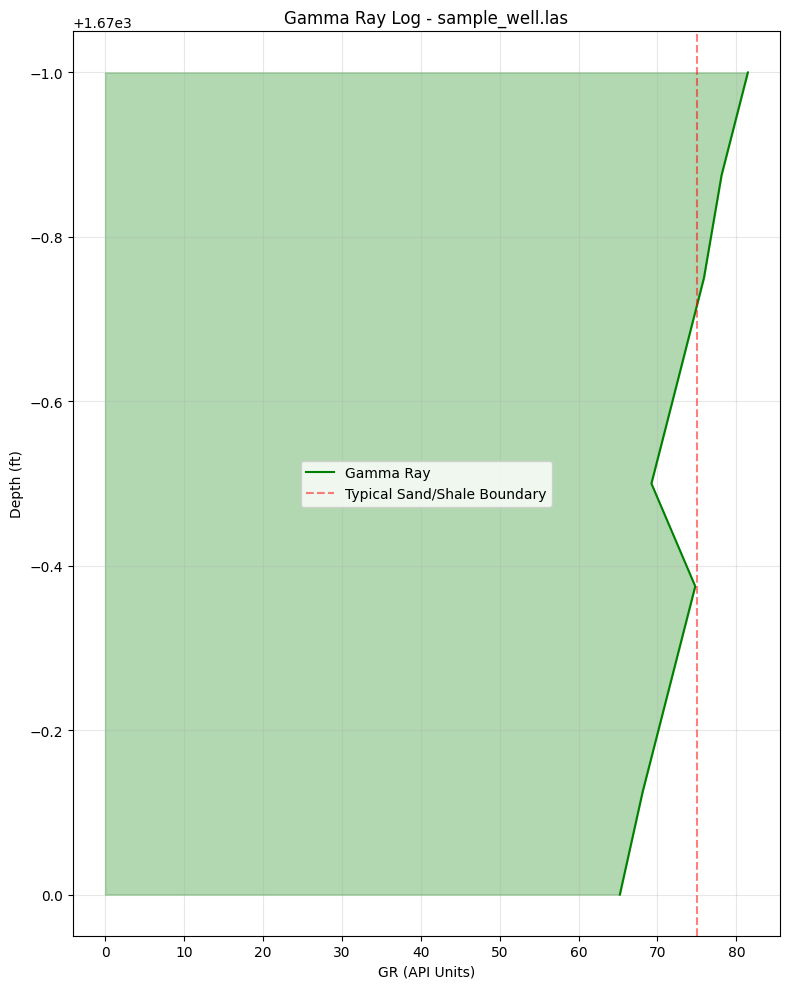 Gamma Ray Log - sample_well.las
+1.67e3
−1.0
−0.8
−0.6
−0.4
−0.2
0.0
Depth (ft)
Gamma Ray
Typical Sand/Shale Boundary
0 10 20 30 40 50 60 70 80
GR (API Units)